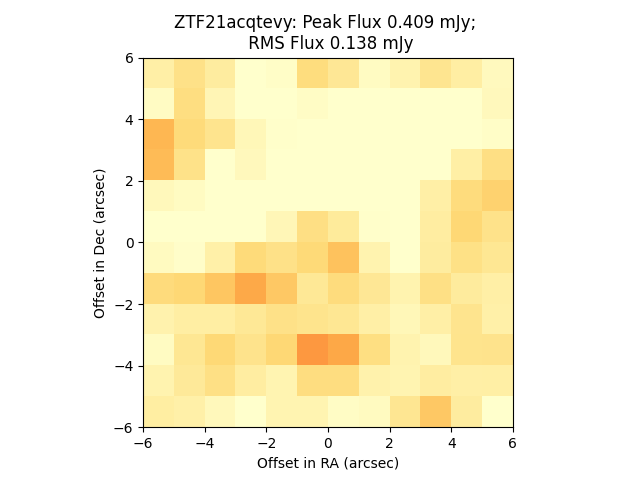 ZTF21acqtevy: Peak Flux 0.409 mJy;
RMS Flux 0.138 mJy
6
4
2
0
−2
−4
−6
Offset in Dec (arcsec)
−6 −4 −2 0 2 4 6
Offset in RA (arcsec)